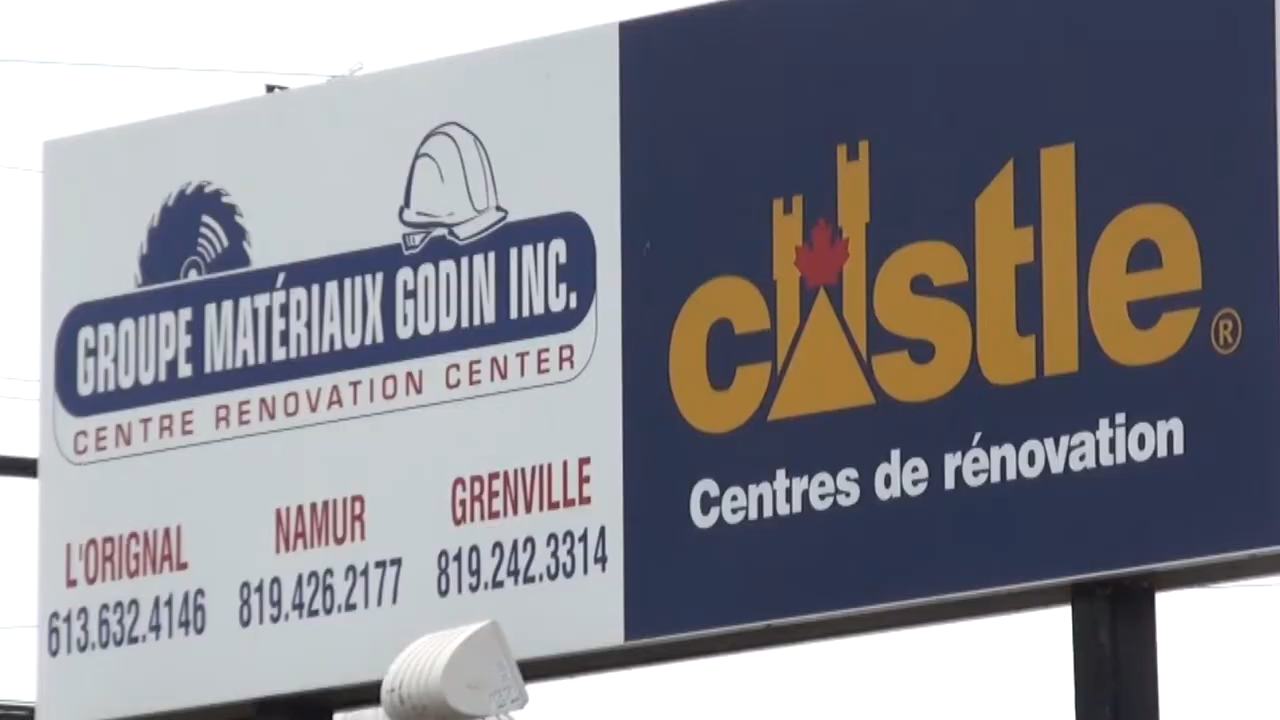 GROUPE MATÉRIAUX GODIN INC.
CENTRE RENOVATION CENTER
L'ORIGNAL
613.632.4146
NAMUR
819.426.2177
GRENVILLE
819.242.3314
castle®
Centres de rénovation